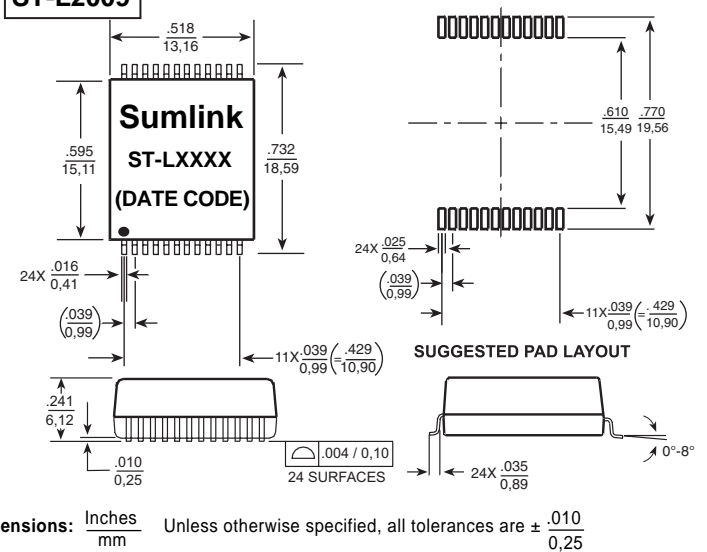 .518
13,16
Sumlink
ST-LXXXX
(DATE CODE)
.595
15,11
.732
18,59
24X .016
0,41
(.039
0,99)
11X .039 (= .429
0,99 10,90)
.610 .770
15,49 19,56
24X .025
0,64
(.039
0,99)
11X .039 (= .429
0,99 10,90)
SUGGESTED PAD LAYOUT
.241
6,12
.010
0,25
.004 / 0,10
24 SURFACES
24X .035
0,89
0°-8°
Inches
mm
Unless otherwise specified, all tolerances are ± .010
0,25